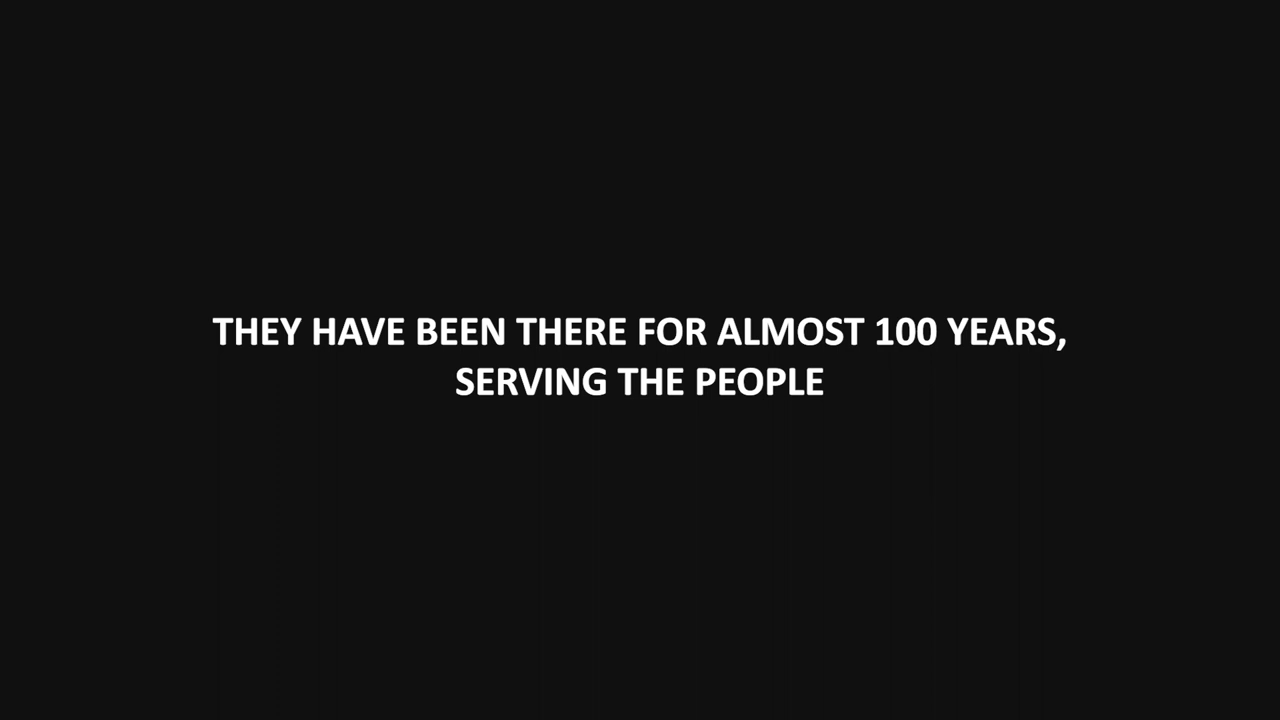 THEY HAVE BEEN THERE FOR ALMOST 100 YEARS,
SERVING THE PEOPLE